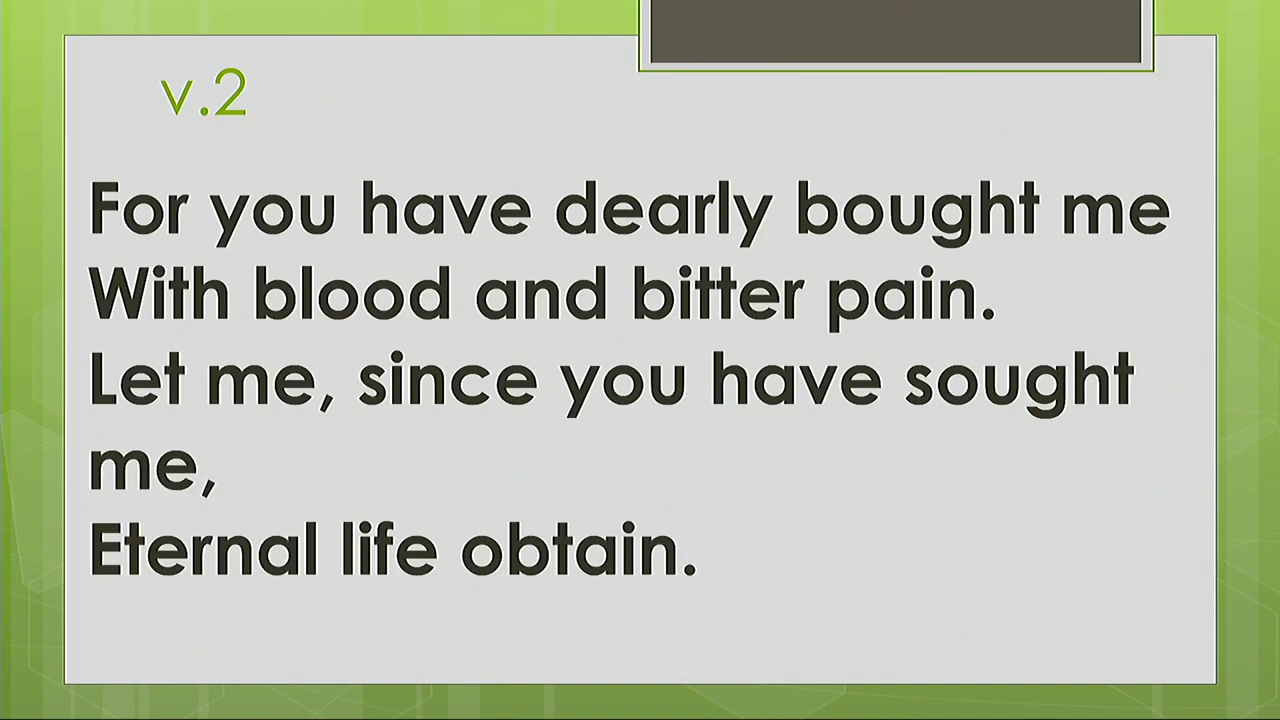 v.2
For you have dearly bought me
With blood and bitter pain.
Let me, since you have sought
me,
Eternal life obtain.